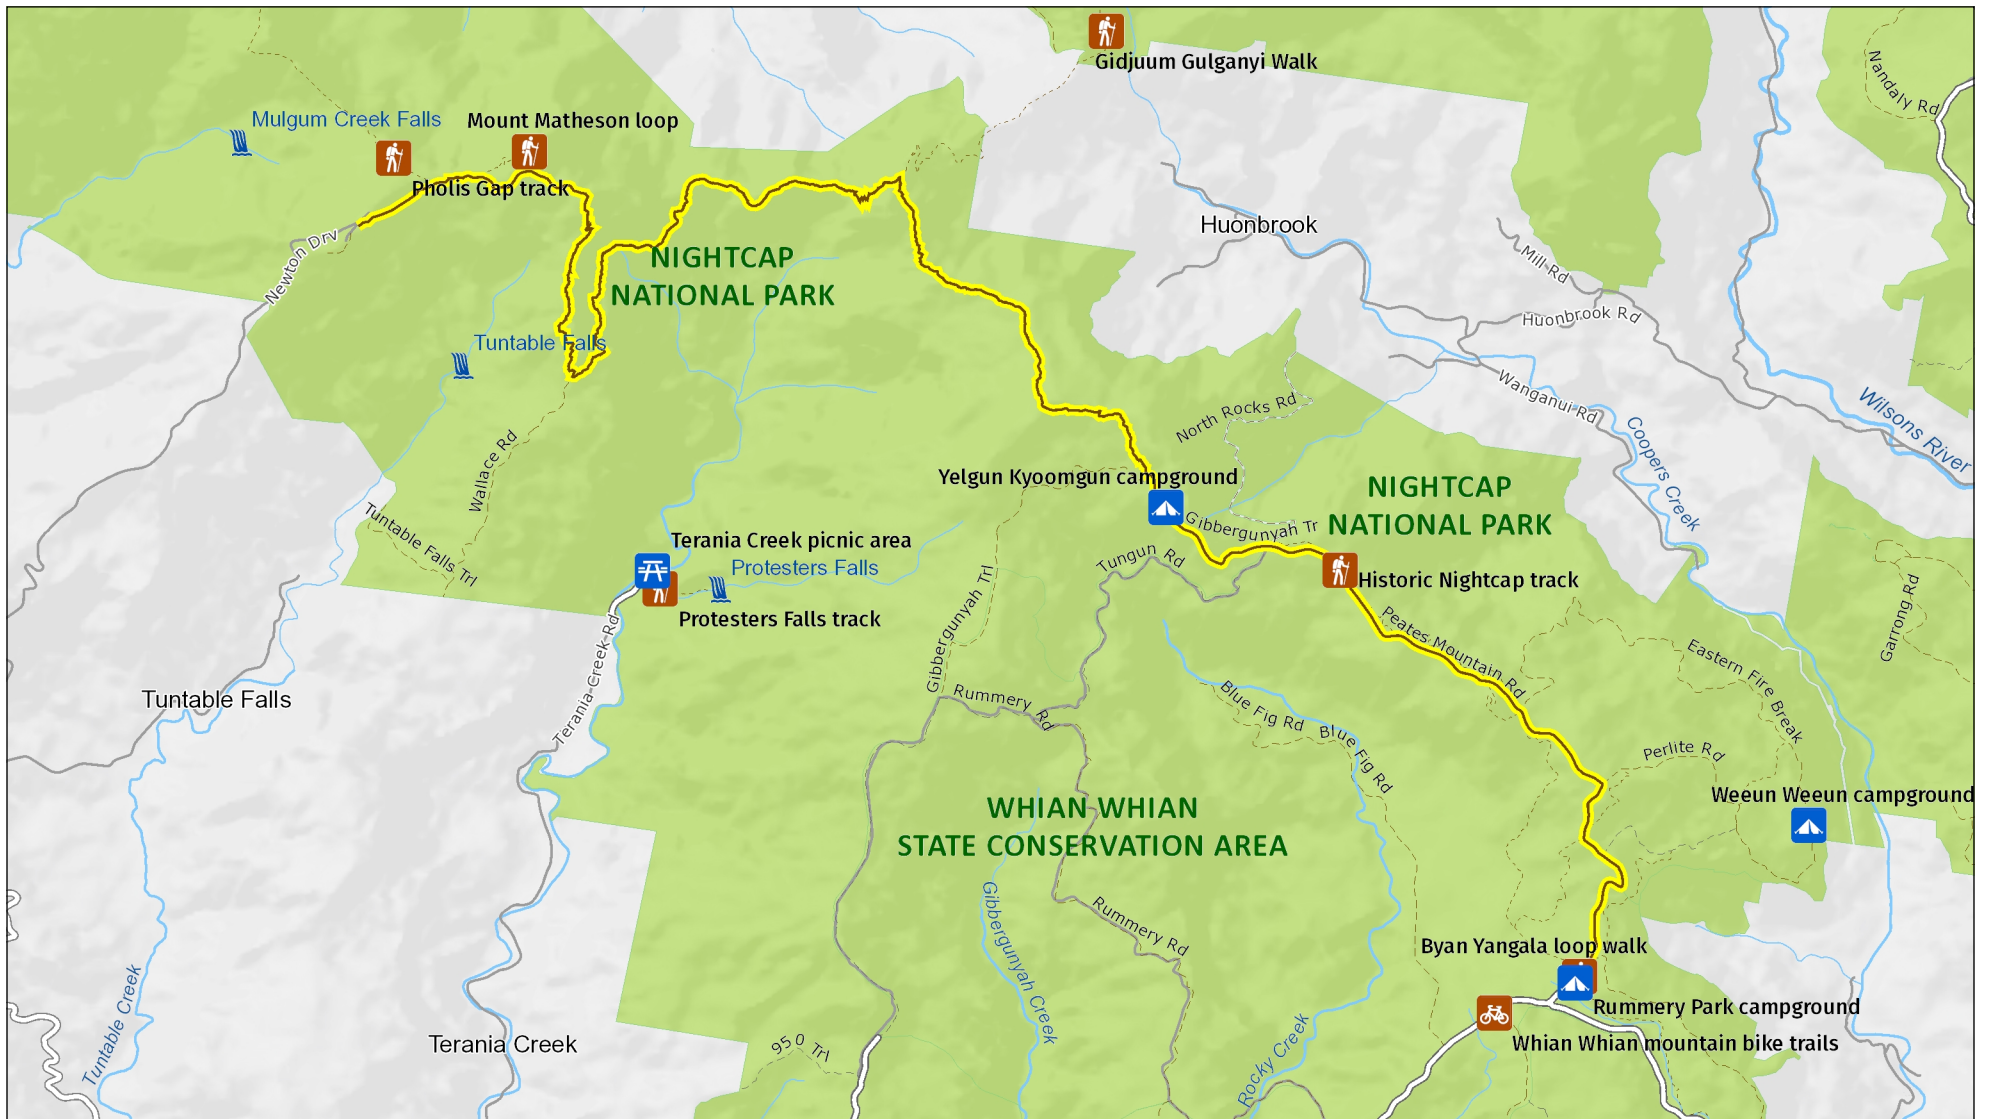 Gidjuum Gulganyi Walk
Nandaly Rd
Mulgum Creek Falls
Mount Matheson loop
Pholis Gap track
Huonbrook
Newton Drv
NIGHTCAP
NATIONAL PARK
Mill Rd
Huonbrook Rd
Tuntable Falls
Wanganui Rd
North Rocks Rd
Coopers Creek
Wilsons River
Wallace Rd
Yelgun Kyoomgun campground
NIGHTCAP
NATIONAL PARK
Gibbergunyah Tr
Tuntable Falls Trl
Terania Creek picnic area
Protesters Falls
Tungun Rd
Historic Nightcap track
Protesters Falls track
Gibbergunyah Trl
Peates Mountain Rd
Garrong Rd
Terania Creek Rd
Eastern Fire Break
Tuntable Falls
Rummery Rd
Blue Fig Rd
Blue Fig Rd
Perlite Rd
WHIAN WHIAN
STATE CONSERVATION AREA
Weeun Weeun campground
Gibbergunyah Creek
Rummery Rd
Byan Yangala loop walk
Rummery Park campground
Tuntable Creek
Terania Creek
950 Trl
Rocky Creek
Whian Whian mountain bike trails